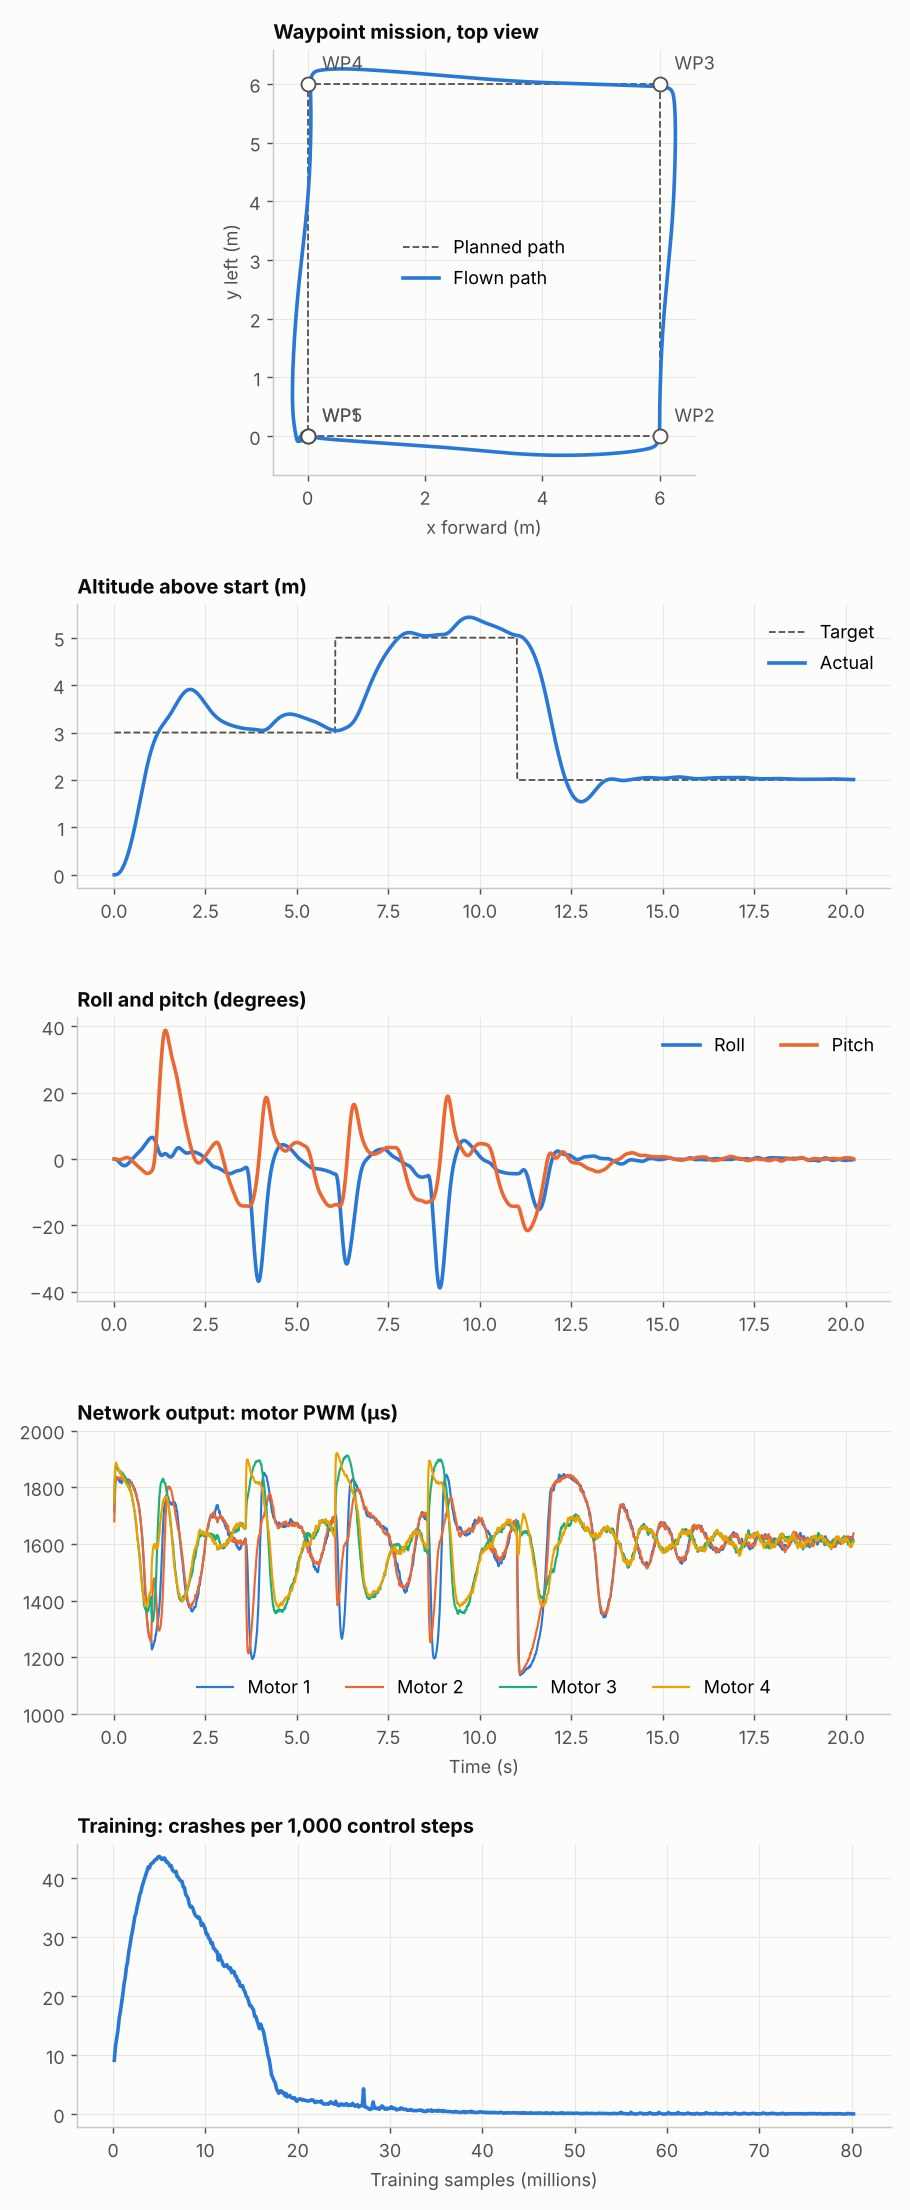 Waypoint mission, top view
WP4
WP3
6
5
4
3
2
1
0
y left (m)
Planned path
Flown path
WP1
WP5
WP2
0
2
4
6
x forward (m)
Altitude above start (m)
5
4
3
2
1
0
Target
Actual
0.0
2.5
5.0
7.5
10.0
12.5
15.0
17.5
20.0
Roll and pitch (degrees)
40
20
0
−20
−40
Roll
Pitch
0.0
2.5
5.0
7.5
10.0
12.5
15.0
17.5
20.0
Network output: motor PWM (µs)
2000
1800
1600
1400
1200
1000
Motor 1
Motor 2
Motor 3
Motor 4
0.0
2.5
5.0
7.5
10.0
12.5
15.0
17.5
20.0
Time (s)
Training: crashes per 1,000 control steps
40
30
20
10
0
0
10
20
30
40
50
60
70
80
Training samples (millions)